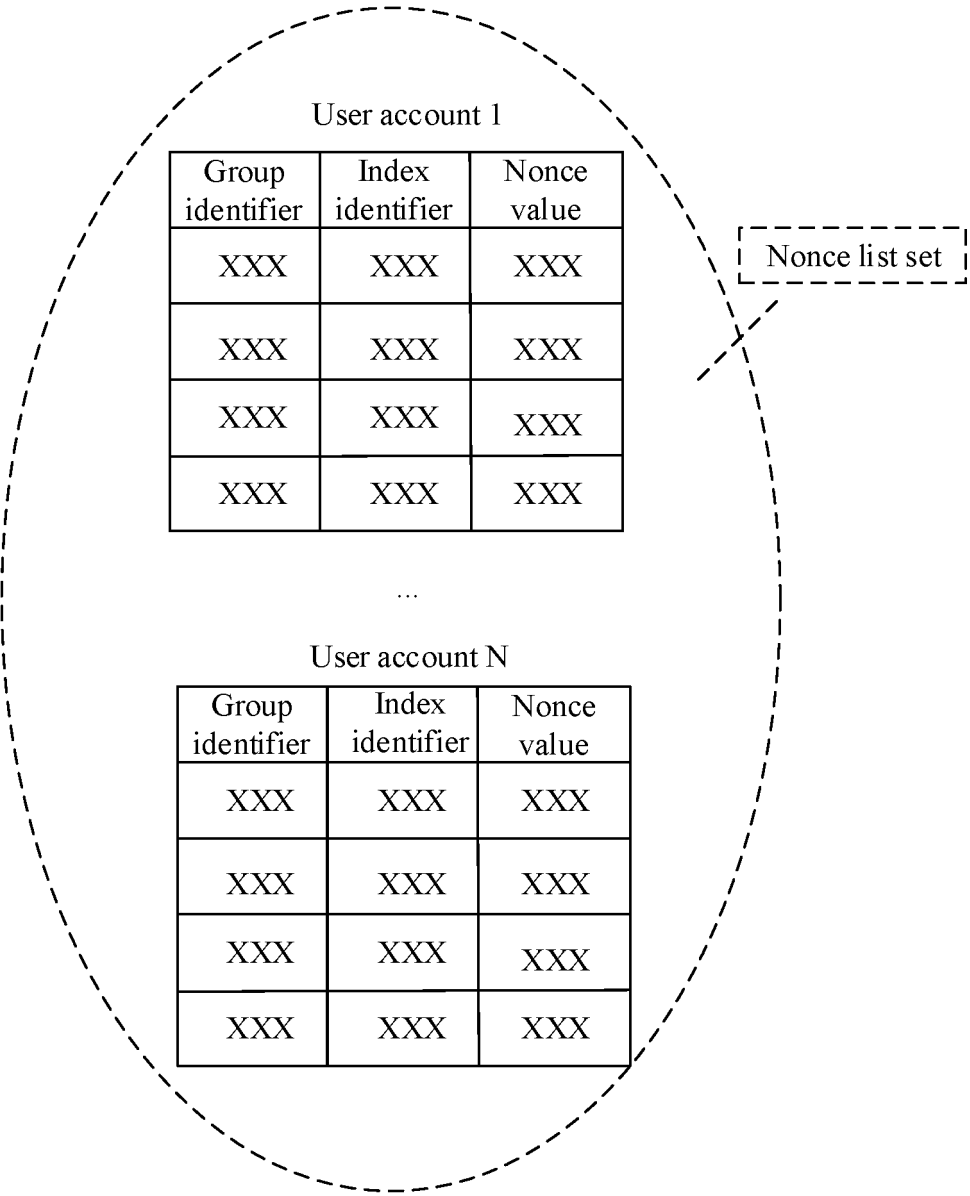 User account 1
Group identifier Index identifier Nonce value
XXX XXX XXX
XXX XXX XXX
XXX XXX XXX
XXX XXX XXX
Nonce list set
...
User account N
Group identifier Index identifier Nonce value
XXX XXX XXX
XXX XXX XXX
XXX XXX XXX
XXX XXX XXX